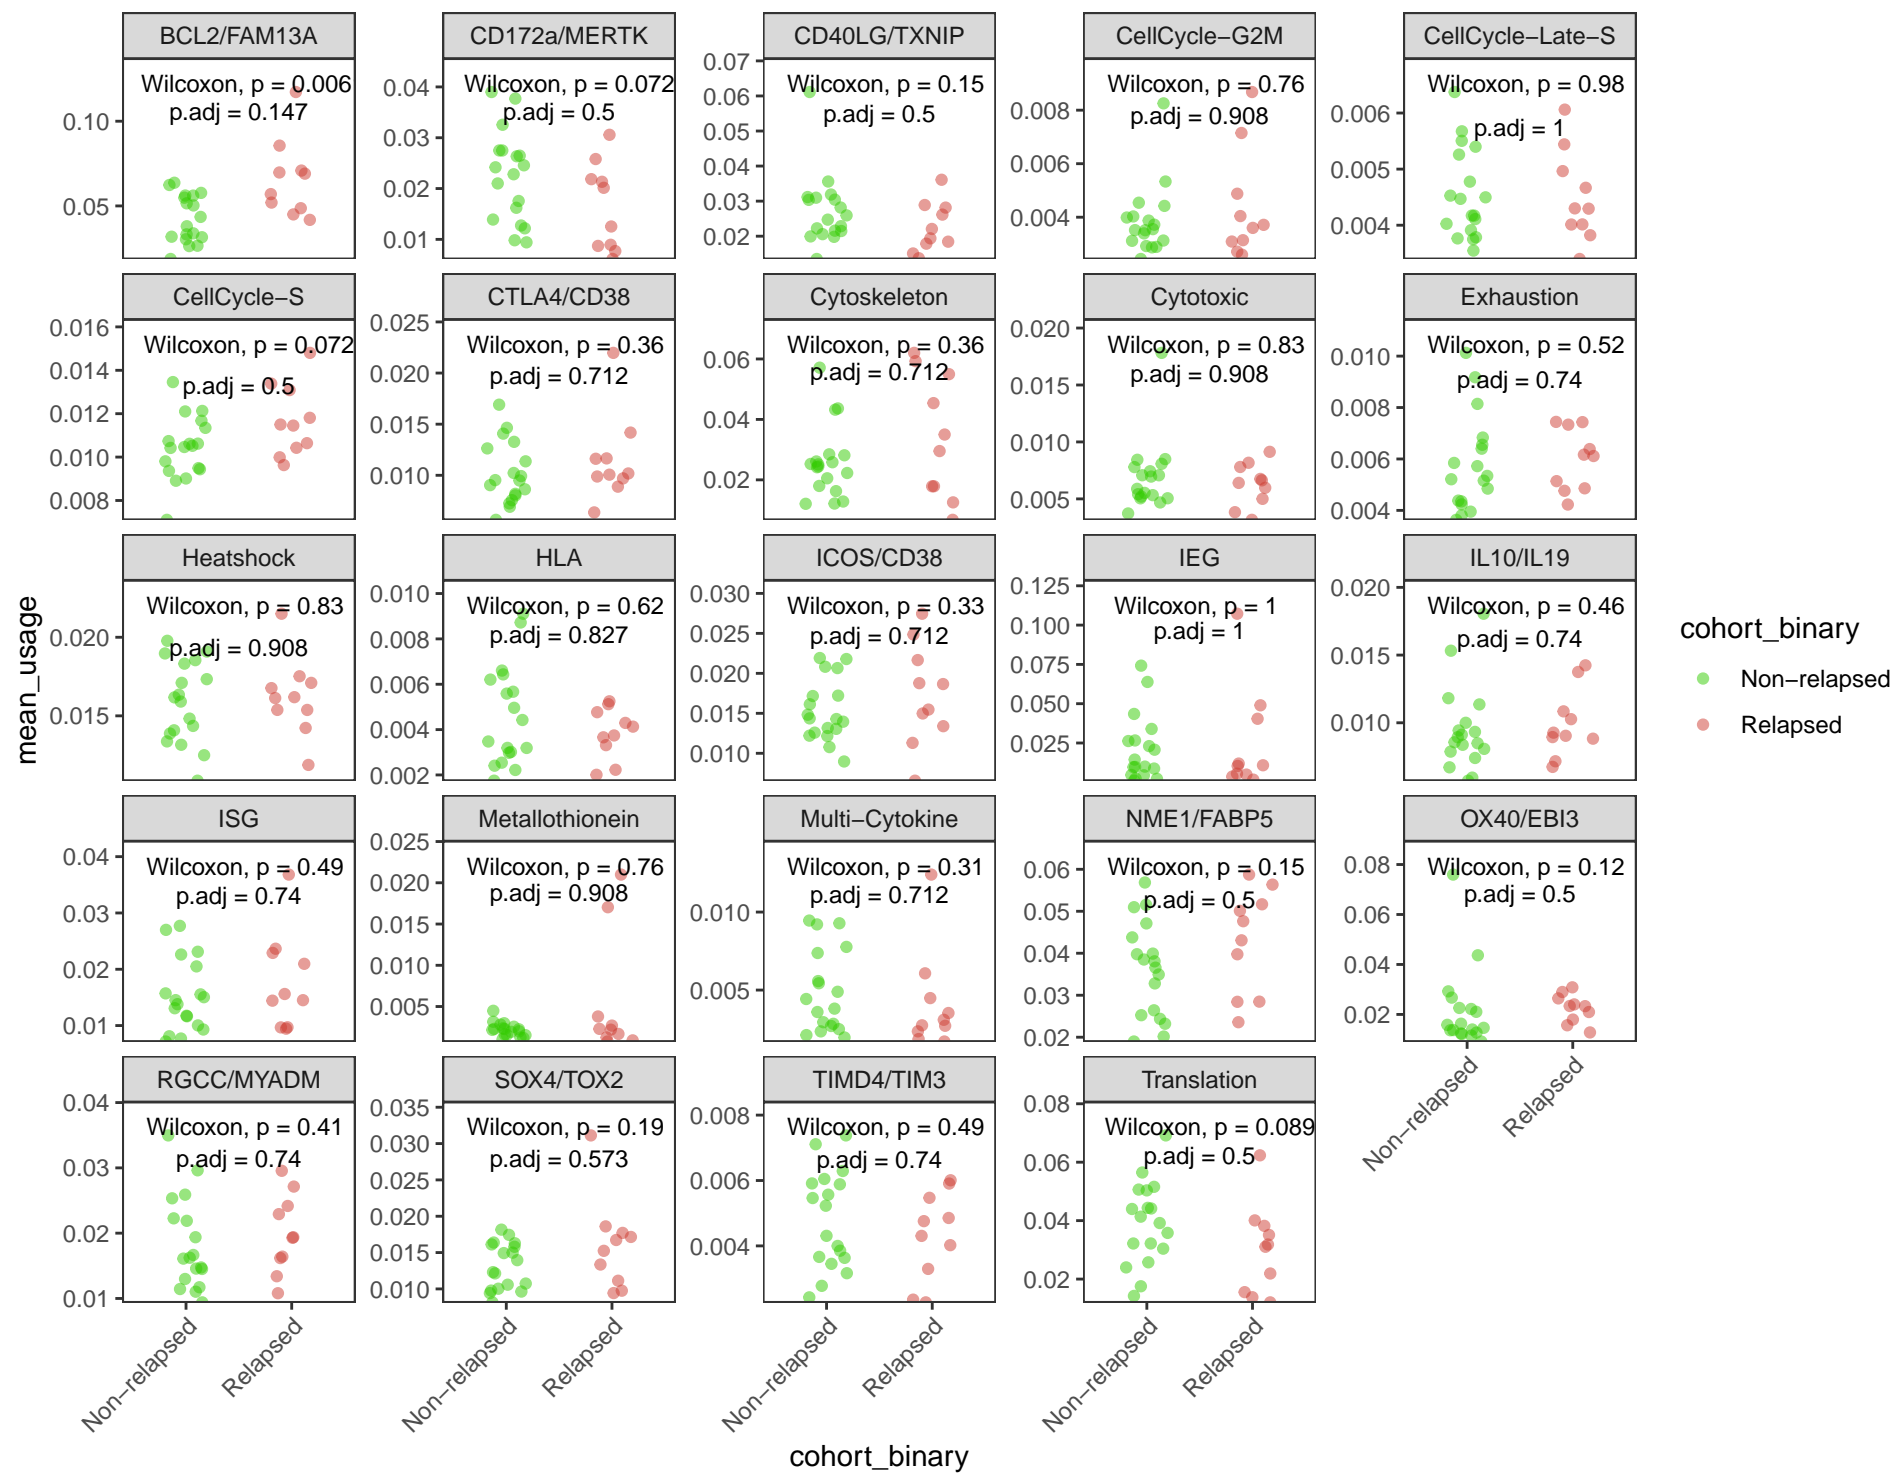 BCL2/FAM13A
Wilcoxon, p = 0.006
p.adj = 0.147
0.10
0.05
CD172a/MERTK
Wilcoxon, p = 0.072
p.adj = 0.5
0.04
0.03
0.02
0.01
CD40LG/TXNIP
Wilcoxon, p = 0.15
p.adj = 0.5
0.07
0.06
0.05
0.04
0.03
0.02
CellCycle−G2M
Wilcoxon, p = 0.76
p.adj = 0.908
0.008
0.006
0.004
CellCycle−Late−S
Wilcoxon, p = 0.98
p.adj = 1
0.006
0.005
0.004
CellCycle−S
Wilcoxon, p = 0.072
p.adj = 0.5
0.016
0.014
0.012
0.010
0.008
CTLA4/CD38
Wilcoxon, p = 0.36
p.adj = 0.712
0.025
0.020
0.015
0.010
Cytoskeleton
Wilcoxon, p = 0.36
p.adj = 0.712
0.06
0.04
0.02
Cytotoxic
Wilcoxon, p = 0.83
p.adj = 0.908
0.020
0.015
0.010
0.005
Exhaustion
Wilcoxon, p = 0.52
p.adj = 0.74
0.010
0.008
0.006
0.004
Heatshock
Wilcoxon, p = 0.83
p.adj = 0.908
0.020
0.015
HLA
Wilcoxon, p = 0.62
p.adj = 0.827
0.010
0.008
0.006
0.004
0.002
ICOS/CD38
Wilcoxon, p = 0.33
p.adj = 0.712
0.030
0.025
0.020
0.015
0.010
IEG
Wilcoxon, p = 1
p.adj = 1
0.125
0.100
0.075
0.050
0.025
IL10/IL19
Wilcoxon, p = 0.46
p.adj = 0.74
0.020
0.015
0.010
ISG
Wilcoxon, p = 0.49
p.adj = 0.74
0.04
0.03
0.02
0.01
Metallothionein
Wilcoxon, p = 0.76
p.adj = 0.908
0.025
0.020
0.015
0.010
0.005
Multi−Cytokine
Wilcoxon, p = 0.31
p.adj = 0.712
0.010
0.005
NME1/FABP5
Wilcoxon, p = 0.15
p.adj = 0.5
0.06
0.05
0.04
0.03
0.02
OX40/EBI3
Wilcoxon, p = 0.12
p.adj = 0.5
0.08
0.06
0.04
0.02
Non−relapsed
Relapsed
RGCC/MYADM
Wilcoxon, p = 0.41
p.adj = 0.74
0.04
0.03
0.02
0.01
Non−relapsed
Relapsed
SOX4/TOX2
Wilcoxon, p = 0.19
p.adj = 0.573
0.035
0.030
0.025
0.020
0.015
0.010
Non−relapsed
Relapsed
TIMD4/TIM3
Wilcoxon, p = 0.49
p.adj = 0.74
0.008
0.006
0.004
Non−relapsed
Relapsed
Translation
Wilcoxon, p = 0.089
p.adj = 0.5
0.08
0.06
0.04
0.02
Non−relapsed
Relapsed
mean_usage
cohort_binary
cohort_binary
Non−relapsed
Relapsed